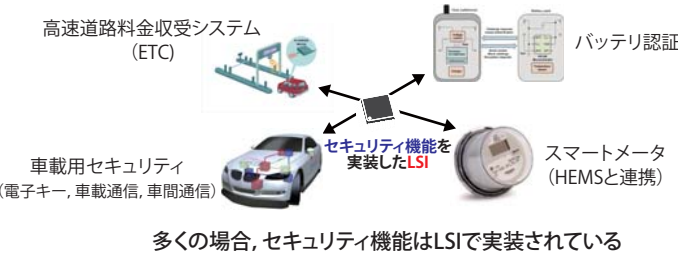 高速道路料金収受システム
(ETC)
バッテリ認証
セキュリティ機能を
実装したLSI
車載用セキュリティ
(電子キー, 車載通信, 車間通信)
スマートメータ
(HEMSと連携)
多くの場合, セキュリティ機能はLSIで実装されている